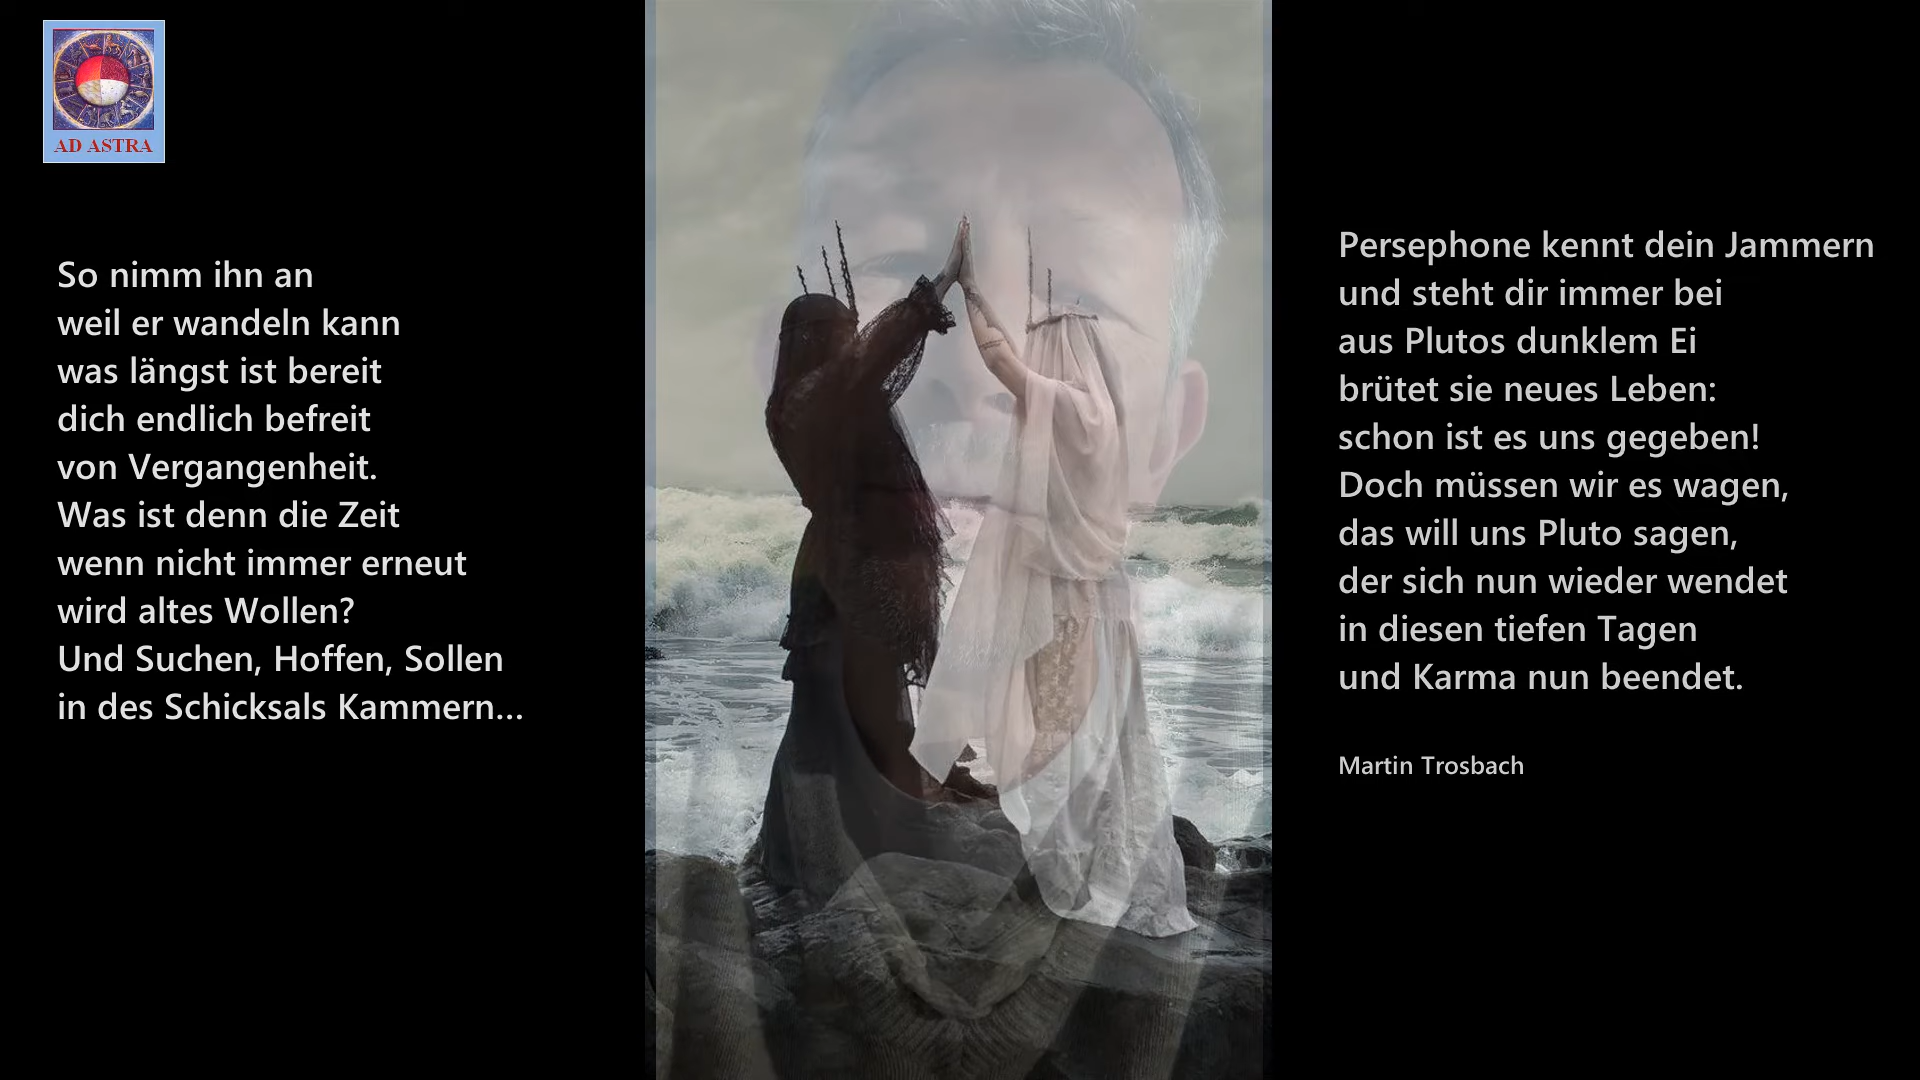 AD ASTRA
So nimm ihn an
weil er wandeln kann
was längst ist bereit
dich endlich befreit
von Vergangenheit.
Was ist denn die Zeit
wenn nicht immer erneut
wird altes Wollen?
Und Suchen, Hoffen, Sollen
in des Schicksals Kammern...
Persephone kennt dein Jammern
und steht dir immer bei
aus Plutos dunklem Ei
brütet sie neues Leben:
schon ist es uns gegeben!
Doch müssen wir es wagen,
das will uns Pluto sagen,
der sich nun wieder wendet
in diesen tiefen Tagen
und Karma nun beendet.
Martin Trosbach